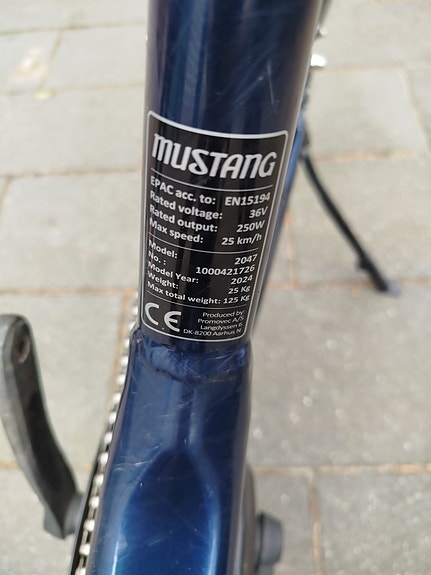 MUSTANG
EPAC acc. to: EN15194
Rated voltage: 36V
Rated output: 250W
Max speed: 25 km/h
Model: 2047
No. : 1000421726
Model Year: 2024
Weight: 25 Kg
Max total weight: 125 Kg
CE
Produced by:
Promovec A/S
Langdyssen 6
DK-8200 Aarhus N